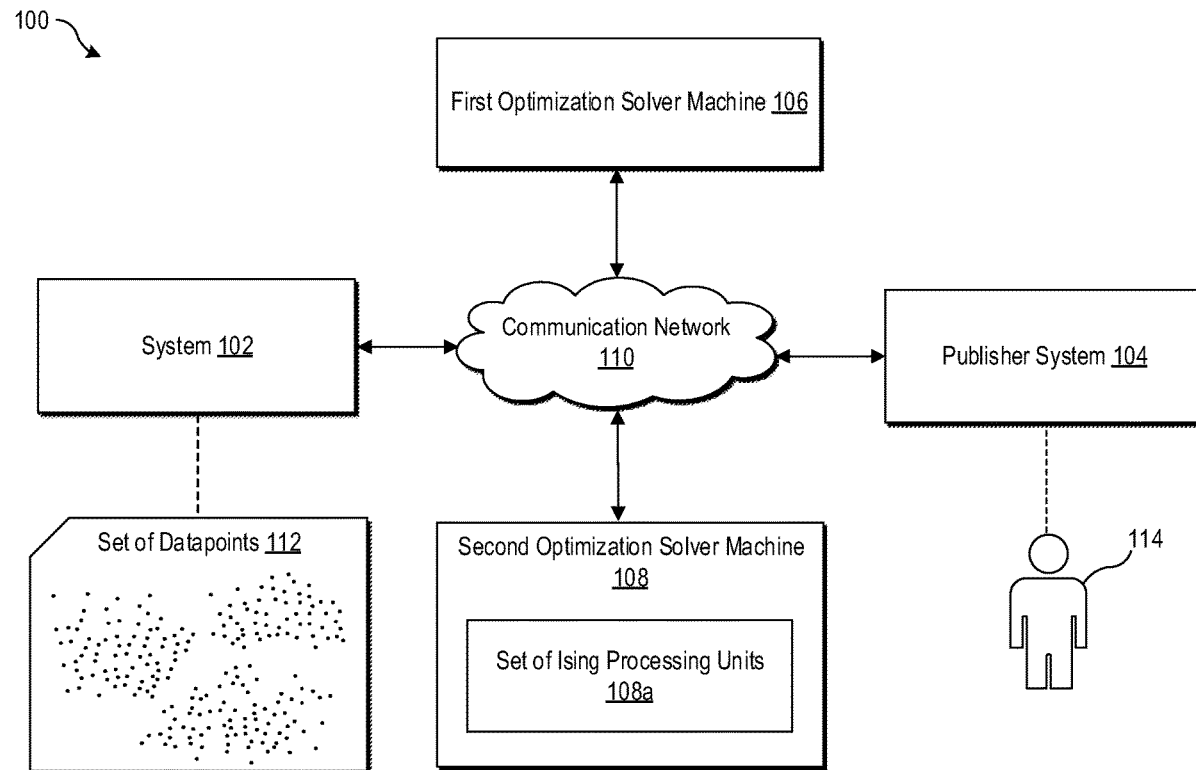 100
First Optimization Solver Machine 106
System 102
Communication Network
110
Publisher System 104
Set of Datapoints 112
Second Optimization Solver Machine
108
Set of Ising Processing Units
108a
114